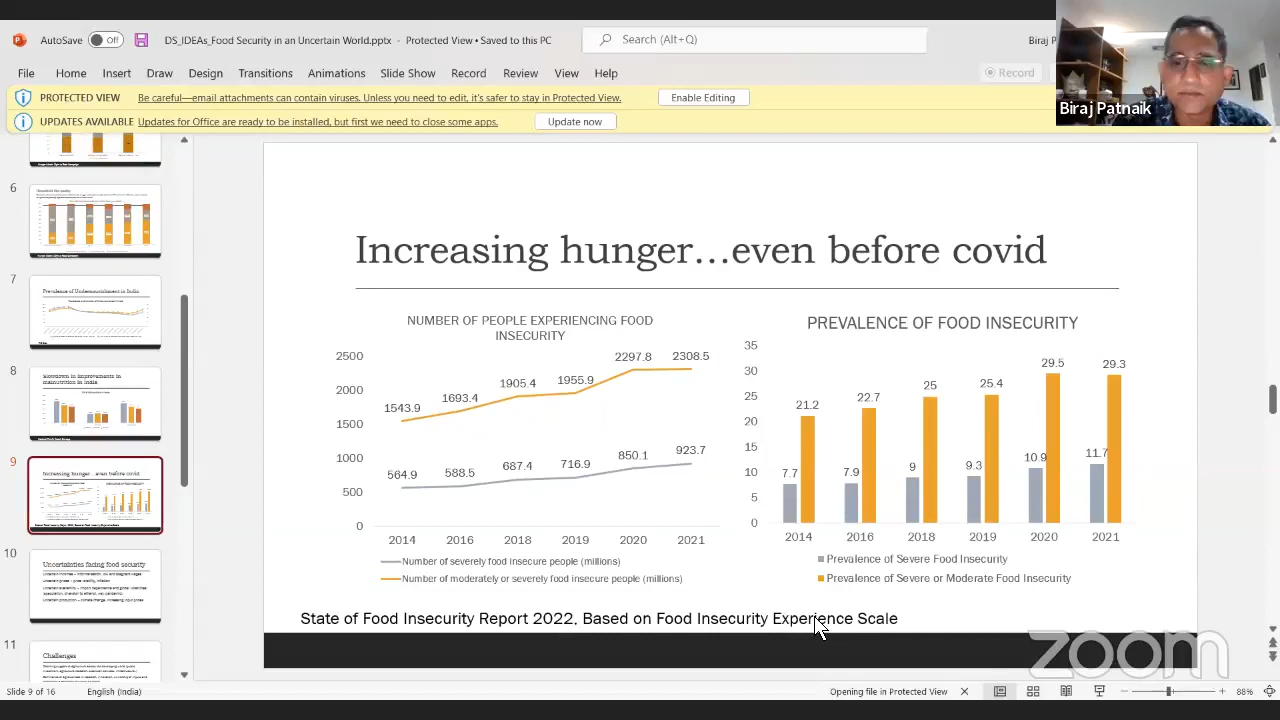 AutoSave Off DS_IDEAs_Food Security in an Uncertain World.pptx - Protected View • Saved to this PC Search (Alt+Q) Biraj P
File Home Insert Draw Design Transitions Animations Slide Show Record Review View Help Record
PROTECTED VIEW Be careful—email attachments can contain viruses. Unless you need to edit, it's safer to stay in Protected View. Enable Editing
UPDATES AVAILABLE Updates for Office are ready to be installed, but first we need to close some apps. Update now
Biraj Patnaik
6
7
Prevalence of Undernourishment in India
8
Slowdown in improvements in
malnutrition in India
9
Increasing hunger...even before covid
10
Uncertainties facing food security
11
Challenges
Increasing hunger...even before covid
NUMBER OF PEOPLE EXPERIENCING FOOD
INSECURITY
2500
2000
1500
1000
500
0
1543.9 1693.4 1905.4 1955.9 2297.8 2308.5
564.9 588.5 716.9 850.1 923.7
2014 2016 2018 2019 2020 2021
Number of severely food insecure people (millions)
Number of moderately or severely food insecure people (millions)
PREVALENCE OF FOOD INSECURITY
35
30
25
20
15
10
5
0
7.7 21.2 7.9 22.7 9 25 9.3 25.4 10.9 29.5 11.7 29.3
2014 2016 2018 2019 2020 2021
Prevalence of Severe Food Insecurity
Prevalence of Severe or Moderate Food Insecurity
State of Food Insecurity Report 2022, Based on Food Insecurity Experience Scale
zoom
Slide 9 of 16 English (India) Opening file in Protected View 88%